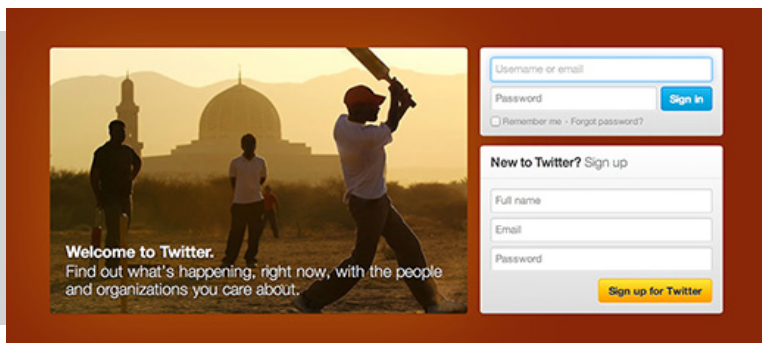 Welcome to Twitter.
Find out what's happening, right now, with the people
and organizations you care about.
Username or email
Password
Sign in
Remember me - Forgot password?
New to Twitter? Sign up
Full name
Email
Password
Sign up for Twitter